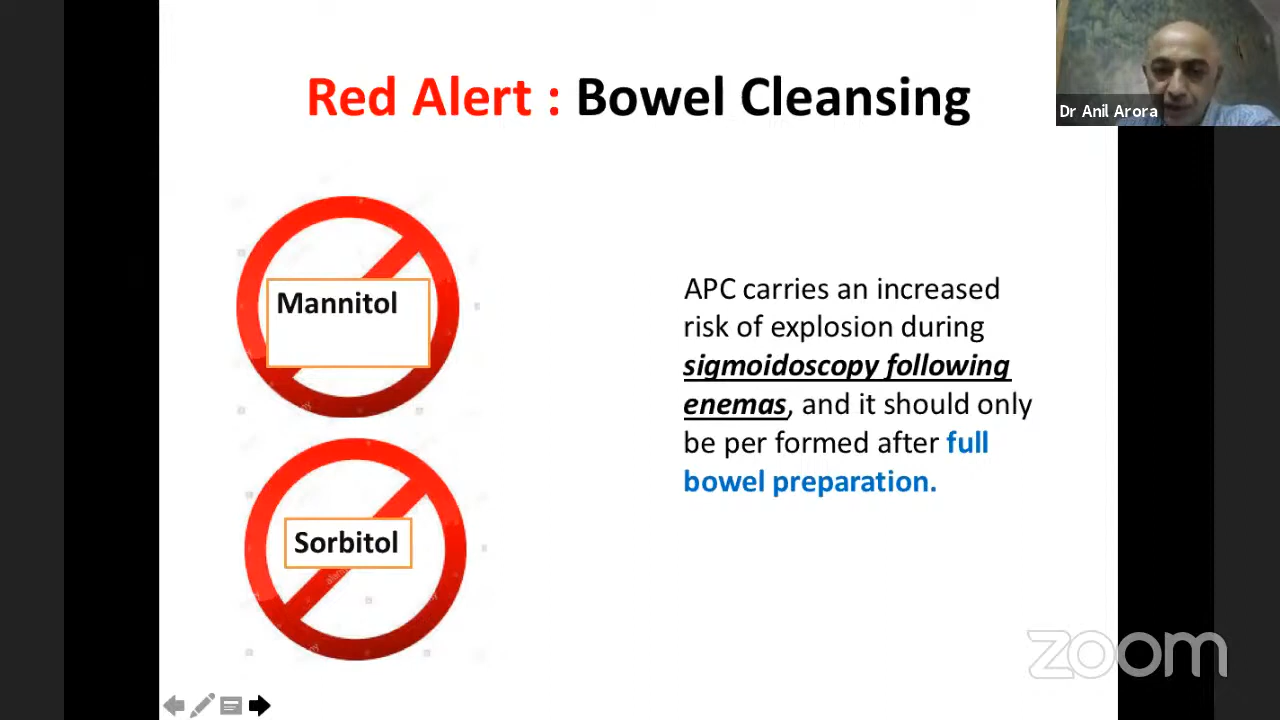 Red Alert : Bowel Cleansing
Dr Anil Arora
Mannitol
APC carries an increased
risk of explosion during
sigmoidoscopy following
enemas, and it should only
be per formed after full
bowel preparation.
Sorbitol
zoom